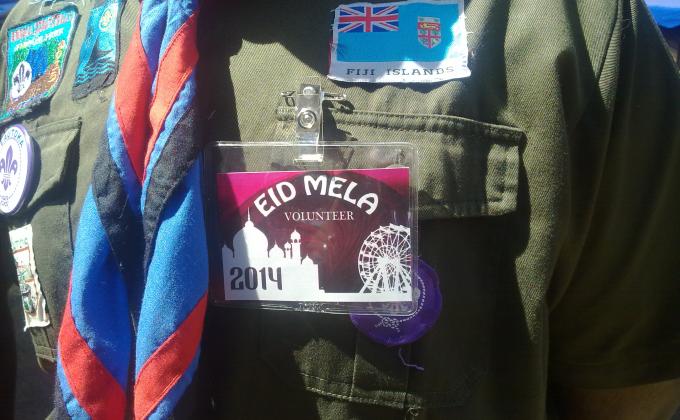 FIJI ISLANDS
EID MELA
VOLUNTEER
2014